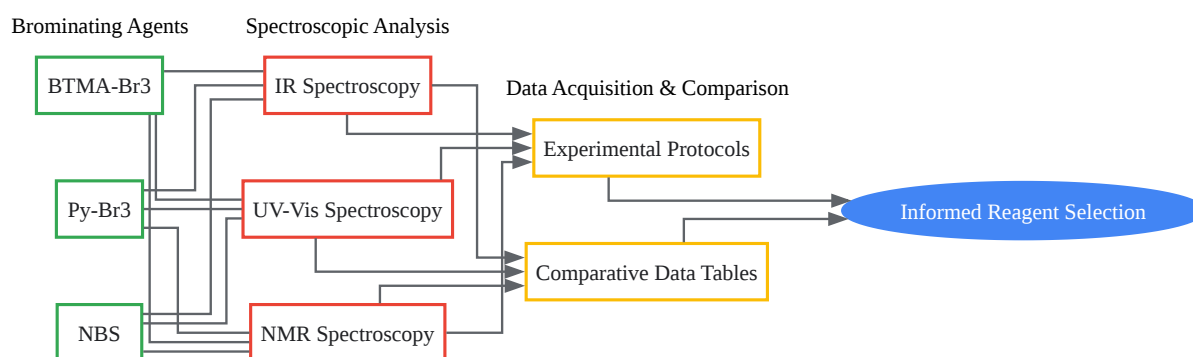 Brominating Agents
Spectroscopic Analysis
BTMA-Br3
IR Spectroscopy
Data Acquisition & Comparison
Experimental Protocols
Py-Br3
UV-Vis Spectroscopy
Informed Reagent Selection
Comparative Data Tables
NBS
NMR Spectroscopy